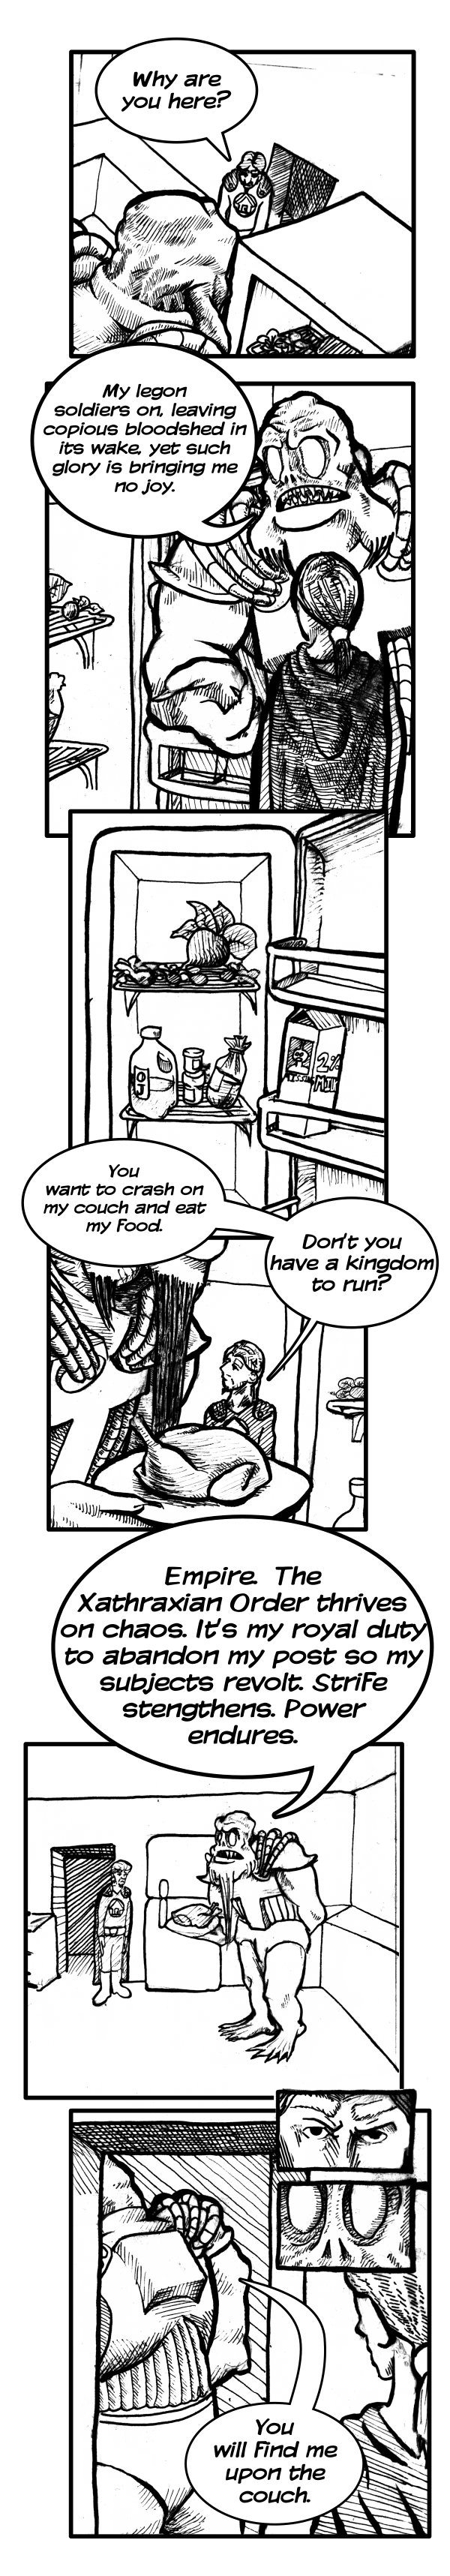 Why are
you here?
My legon
soldiers on, leaving
copious bloodshed in
its wake, yet such
glory is bringing me
no joy.
OJ
2%
MILK
You
want to crash on
my couch and eat
my Food.
Don't you
have a kingdom
to run?
Empire. The
Xathraxian Order thrives
on chaos. It's my royal duty
to abandon my post so my
subjects revolt. Strife
stengthens. Power
endures.
You
will Find me
upon the
couch.